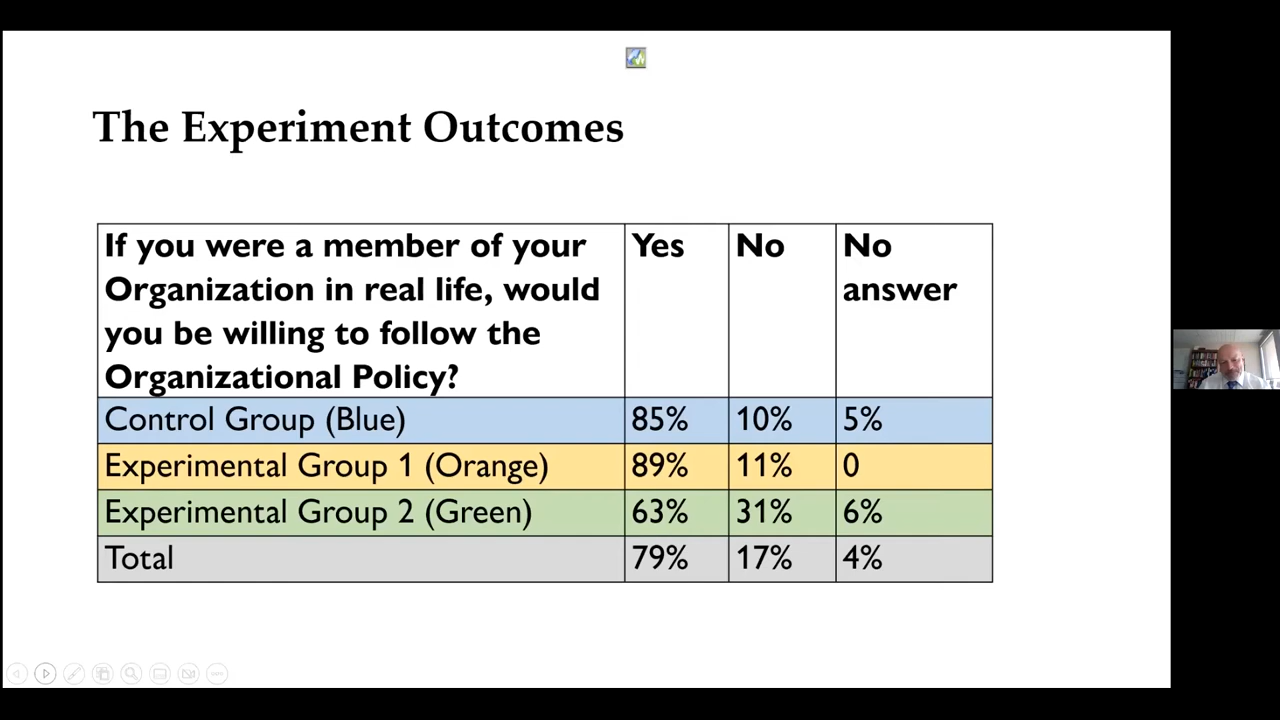 The Experiment Outcomes
If you were a member of your
Organization in real life, would
you be willing to follow the
Organizational Policy?
Yes
No
No
answer
Control Group (Blue)
85%
10%
5%
Experimental Group 1 (Orange)
89%
11%
0
Experimental Group 2 (Green)
63%
31%
6%
Total
79%
17%
4%